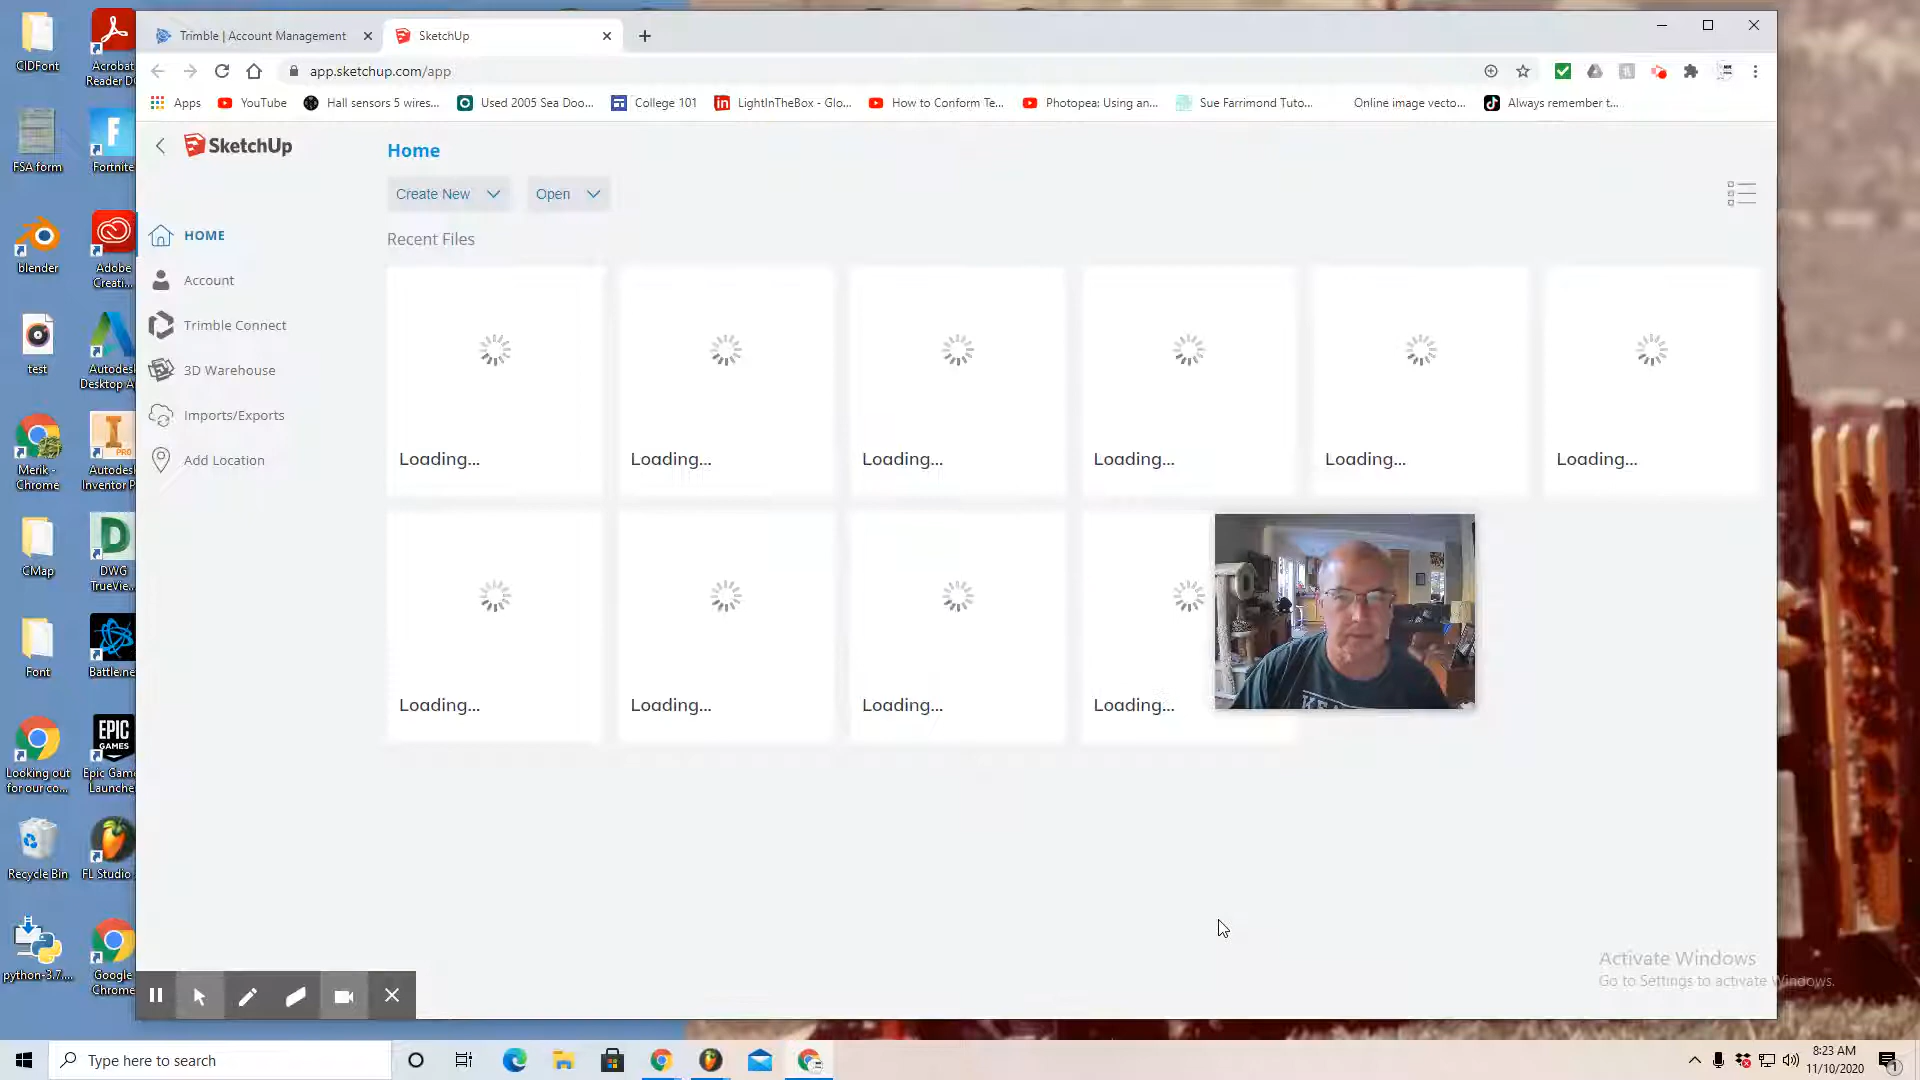 Trimble | Account Management
SketchUp
app.sketchup.com/app
Apps
YouTube
Hall sensors 5 wires...
Used 2005 Sea Doo...
College 101
LightInTheBox - Glo...
How to Conform Te...
Photopea: Using an...
Sue Farrimond Tuto...
Online image vecto...
Always remember t...
SketchUp
Home
Create New
Open
Recent Files
HOME
Account
Trimble Connect
3D Warehouse
Imports/Exports
Add Location
Loading...
Loading...
Loading...
Loading...
Loading...
Loading...
Loading...
Loading...
Loading...
Loading...
CIDFont
Acrobat
Reader DC
FSA form
Fortnite
blender
Adobe
Creati...
test
Autodesk
Desktop A
Merik -
Chrome
PRO
Autodesk
Inventor P
CMap
DWG
TrueVie...
Font
Battle.net
EPIC
GAMES
Looking out
for our co...
Epic Game
Launcher
Recycle Bin
FL Studio
python-3.7....
Google
Chrome
Activate Windows
Go to Settings to activate Windows.
Type here to search
8:23 AM
11/10/2020
1